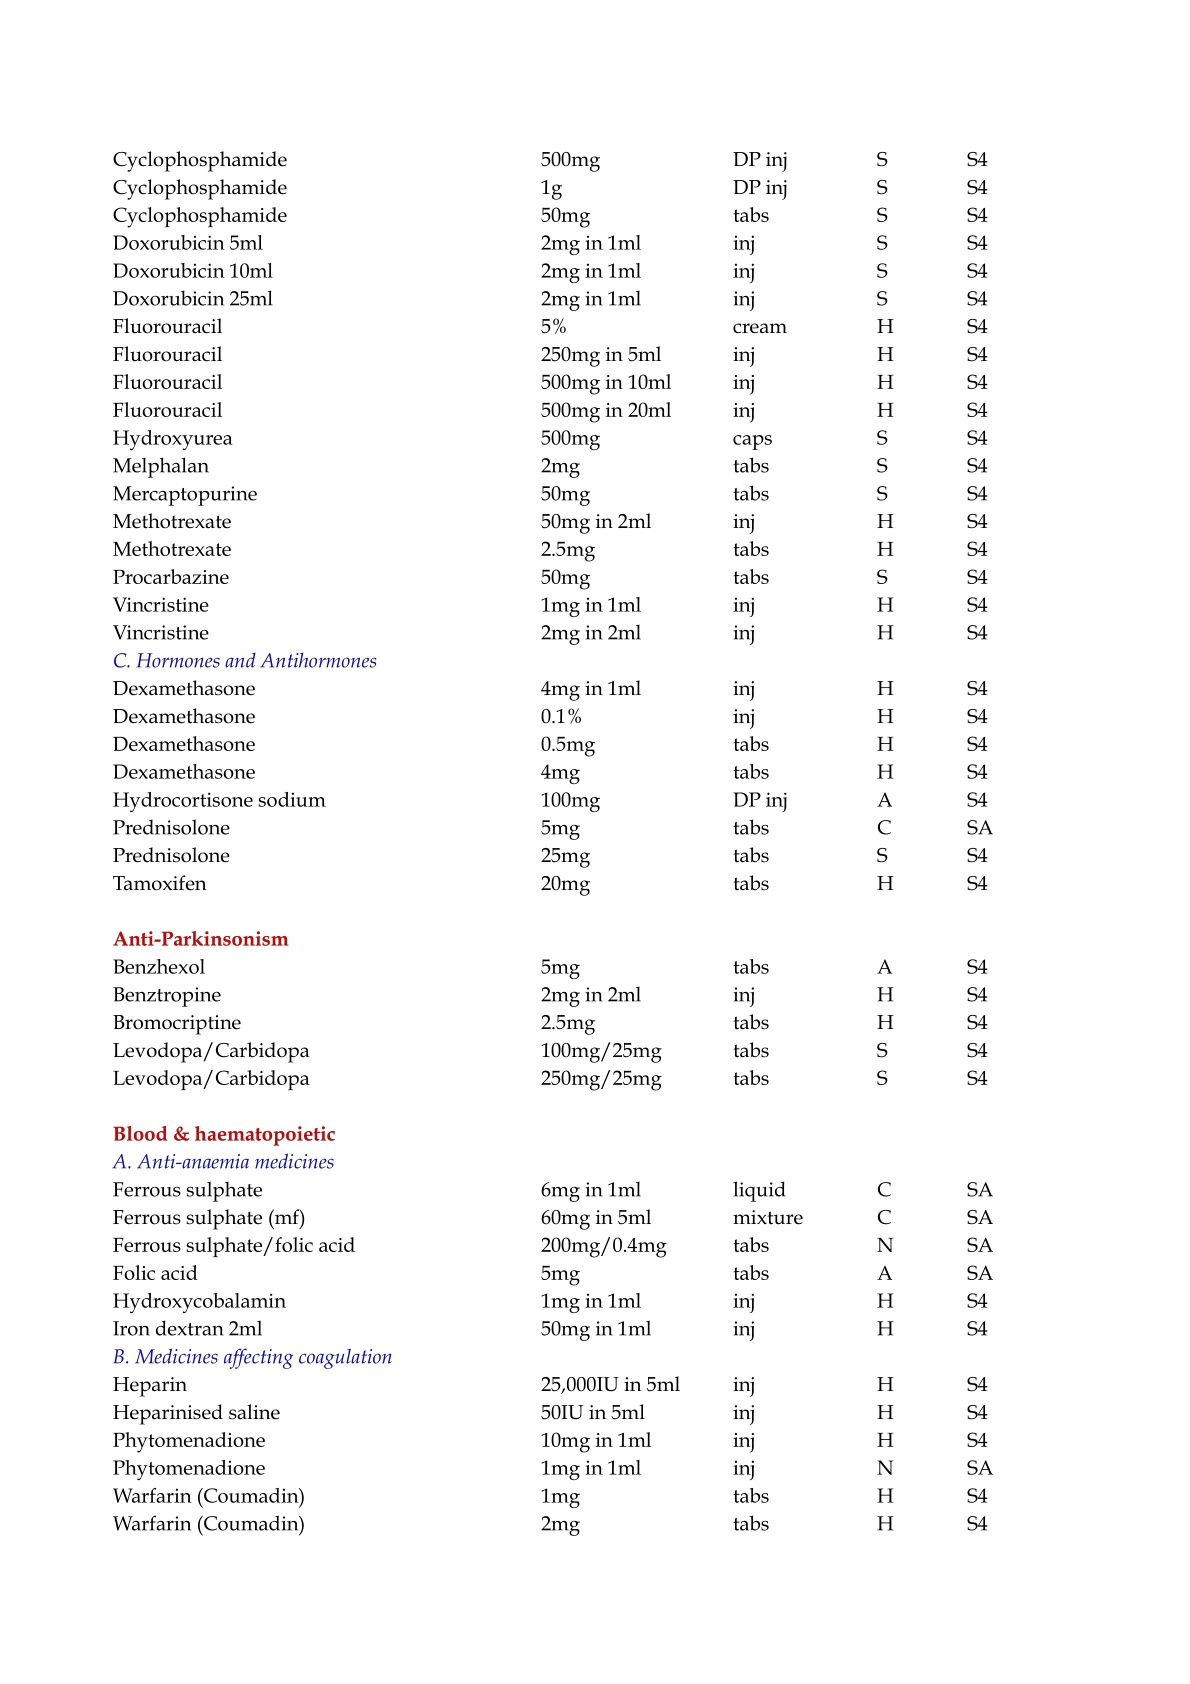 Cyclophosphamide 500mg DP inj S S4
Cyclophosphamide 1g DP inj S S4
Cyclophosphamide 50mg tabs S S4
Doxorubicin 5ml 2mg in 1ml inj S S4
Doxorubicin 10ml 2mg in 1ml inj S S4
Doxorubicin 25ml 2mg in 1ml inj S S4
Fluorouracil 5% cream H S4
Fluorouracil 250mg in 5ml inj H S4
Fluorouracil 500mg in 10ml inj H S4
Fluorouracil 500mg in 20ml inj H S4
Hydroxyurea 500mg caps S S4
Melphalan 2mg tabs S S4
Mercaptopurine 50mg tabs S S4
Methotrexate 50mg in 2ml inj H S4
Methotrexate 2.5mg tabs H S4
Procarbazine 50mg tabs S S4
Vincristine 1mg in 1ml inj H S4
Vincristine 2mg in 2ml inj H S4
C. Hormones and Antihormones
Dexamethasone 4mg in 1ml inj H S4
Dexamethasone 0.1% inj H S4
Dexamethasone 0.5mg tabs H S4
Dexamethasone 4mg tabs H S4
Hydrocortisone sodium 100mg DP inj A S4
Prednisolone 5mg tabs C SA
Prednisolone 25mg tabs S S4
Tamoxifen 20mg tabs H S4
Anti-Parkinsonism
Benzhexol 5mg tabs A S4
Benztropine 2mg in 2ml inj H S4
Bromocriptine 2.5mg tabs H S4
Levodopa/Carbidopa 100mg/25mg tabs S S4
Levodopa/Carbidopa 250mg/25mg tabs S S4
Blood & haematopoietic
A. Anti-anaemia medicines
Ferrous sulphate 6mg in 1ml liquid C SA
Ferrous sulphate (mf) 60mg in 5ml mixture C SA
Ferrous sulphate/folic acid 200mg/0.4mg tabs N SA
Folic acid 5mg tabs A SA
Hydroxycobalamin 1mg in 1ml inj H S4
Iron dextran 2ml 50mg in 1ml inj H S4
B. Medicines affecting coagulation
Heparin 25,000IU in 5ml inj H S4
Heparinised saline 50IU in 5ml inj H S4
Phytomenadione 10mg in 1ml inj H S4
Phytomenadione 1mg in 1ml inj N SA
Warfarin (Coumadin) 1mg tabs H S4
Warfarin (Coumadin) 2mg tabs H S4